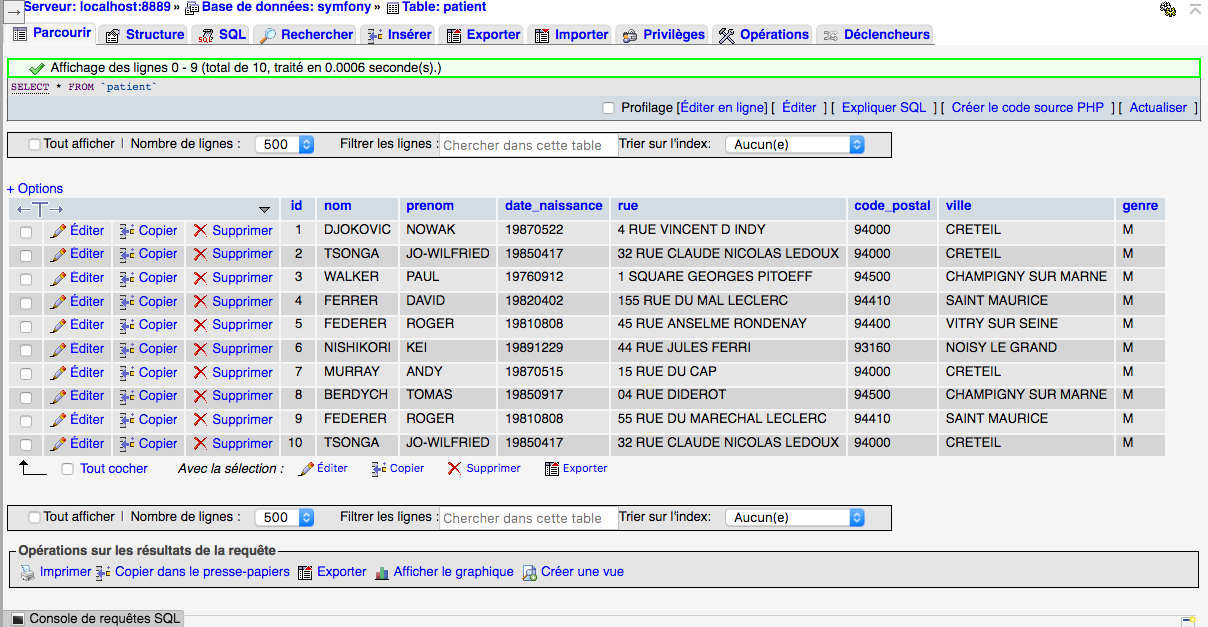 Serveur: localhost:8889 » Base de données: symfony » Table: patient
Parcourir Structure SQL Rechercher Insérer Exporter Importer Privilèges Opérations Déclencheurs
Affichage des lignes 0 - 9 (total de 10, traité en 0.0006 seconde(s).)
SELECT * FROM `patient`
Profilage [Éditer en ligne] [ Éditer ] [ Expliquer SQL ] [ Créer le code source PHP ] [ Actualiser ]
Tout afficher | Nombre de lignes : 500 Filtrer les lignes : Chercher dans cette table Trier sur l'index: Aucun(e)
+ Options
←T→ id nom prenom date_naissance rue code_postal ville genre
Éditer Copier Supprimer 1 DJOKOVIC NOWAK 19870522 4 RUE VINCENT D INDY 94000 CRETEIL M
Éditer Copier Supprimer 2 TSONGA JO-WILFRIED 19850417 32 RUE CLAUDE NICOLAS LEDOUX 94000 CRETEIL M
Éditer Copier Supprimer 3 WALKER PAUL 19760912 1 SQUARE GEORGES PITOEFF 94500 CHAMPIGNY SUR MARNE M
Éditer Copier Supprimer 4 FERRER DAVID 19820402 155 RUE DU MAL LECLERC 94410 SAINT MAURICE M
Éditer Copier Supprimer 5 FEDERER ROGER 19810808 45 RUE ANSELME RONDENAY 94400 VITRY SUR SEINE M
Éditer Copier Supprimer 6 NISHIKORI KEI 19891229 44 RUE JULES FERRI 93160 NOISY LE GRAND M
Éditer Copier Supprimer 7 MURRAY ANDY 19870515 15 RUE DU CAP 94000 CRETEIL M
Éditer Copier Supprimer 8 BERDYCH TOMAS 19850917 04 RUE DIDEROT 94500 CHAMPIGNY SUR MARNE M
Éditer Copier Supprimer 9 FEDERER ROGER 19810808 55 RUE DU MARECHAL LECLERC 94410 SAINT MAURICE M
Éditer Copier Supprimer 10 TSONGA JO-WILFRIED 19850417 32 RUE CLAUDE NICOLAS LEDOUX 94000 CRETEIL M
Tout cocher Avec la sélection : Éditer Copier Supprimer Exporter
Tout afficher | Nombre de lignes : 500 Filtrer les lignes : Chercher dans cette table Trier sur l'index: Aucun(e)
Opérations sur les résultats de la requête
Imprimer Copier dans le presse-papiers Exporter Afficher le graphique Créer une vue
Console de requêtes SQL